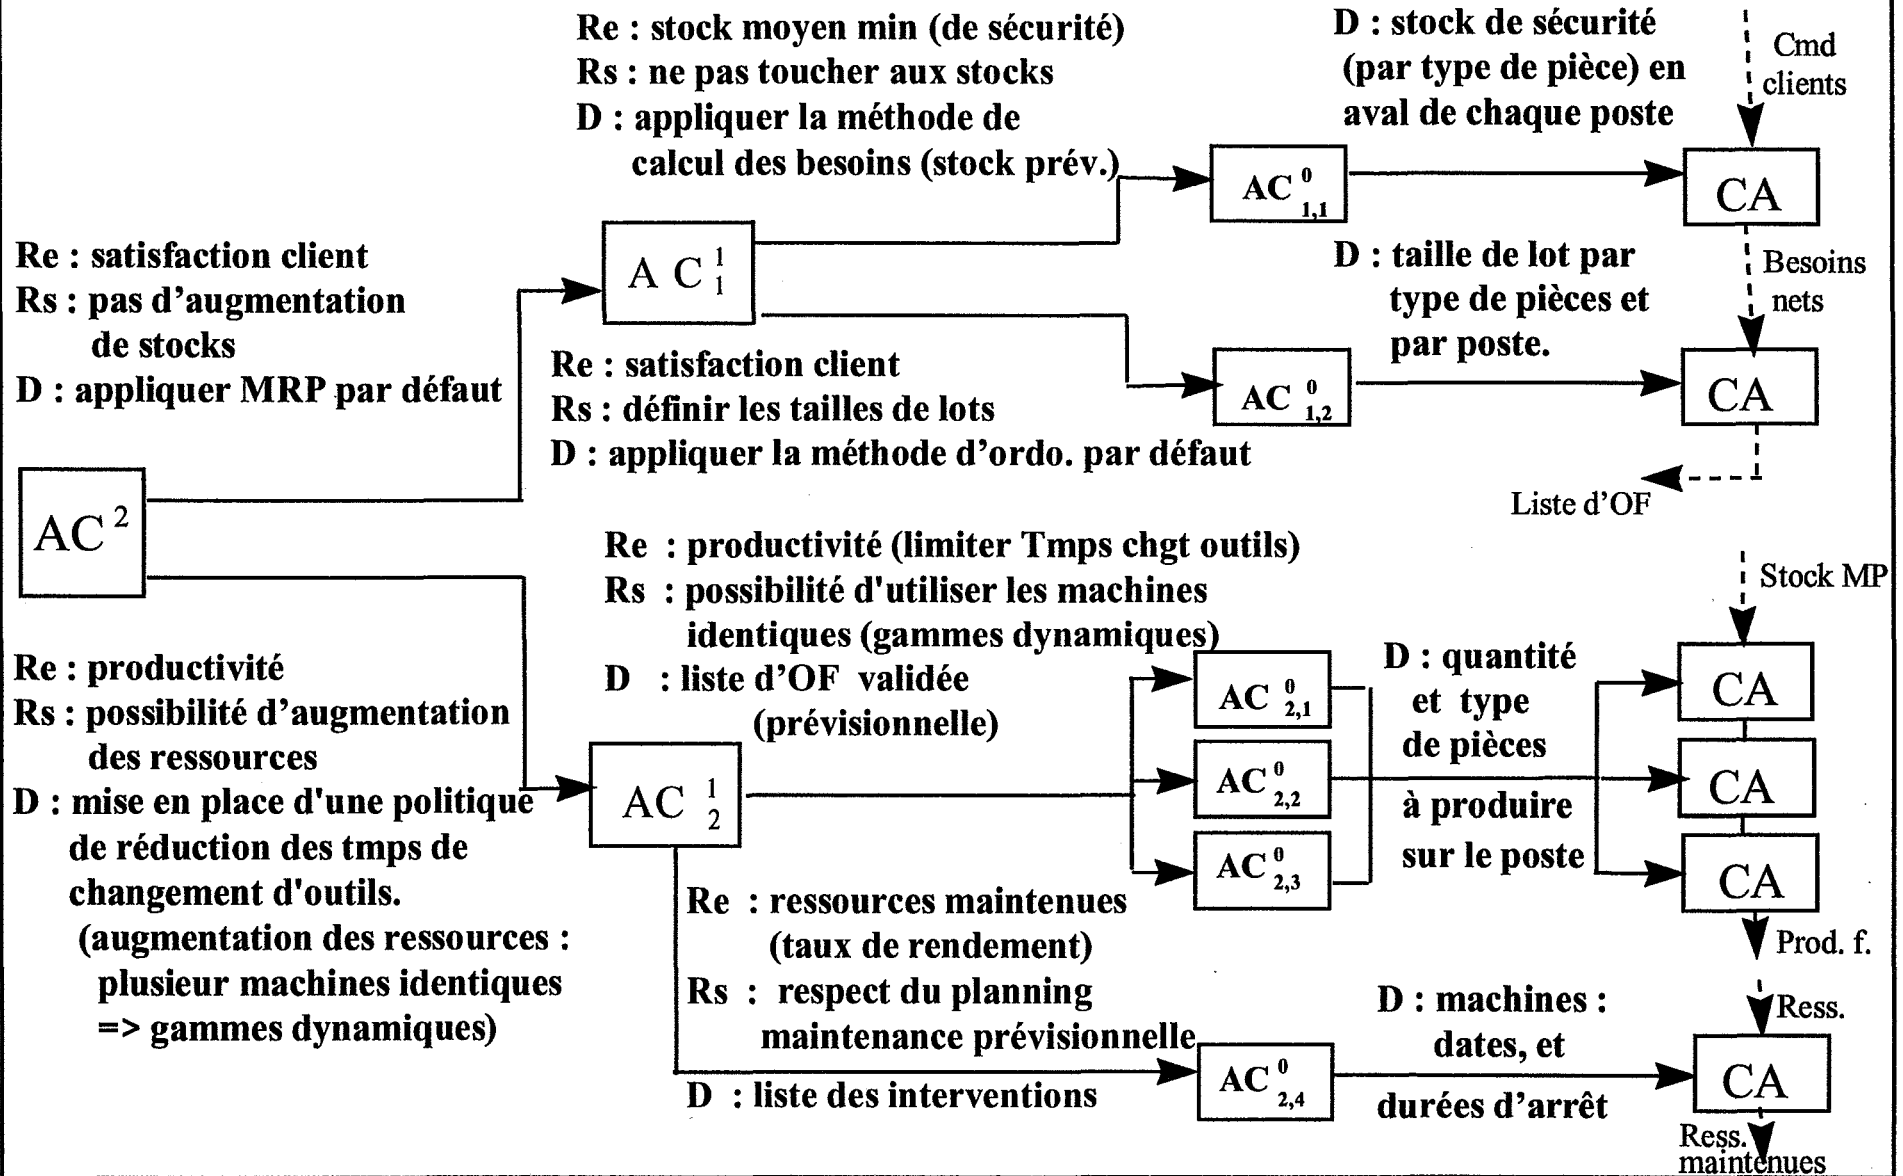 Re : stock moyen min (de sécurité)
Rs : ne pas toucher aux stocks
D : appliquer la méthode de
calcul des besoins (stock prév.)
D : stock de sécurité
(par type de pièce) en
aval de chaque poste
Cmd
clients
AC 0 1,1
CA
Re : satisfaction client
Rs : pas d’augmentation
de stocks
D : appliquer MRP par défaut
A C 1 1
D : taille de lot par
type de pièces et
par poste.
Besoins
nets
Re : satisfaction client
Rs : définir les tailles de lots
D : appliquer la méthode d’ordo. par défaut
AC 0 1,2
CA
Liste d’OF
AC 2
Re : productivité (limiter Tmps chgt outils)
Rs : possibilité d'utiliser les machines
identiques (gammes dynamiques)
D : liste d’OF validée
(prévisionnelle)
Stock MP
Re : productivité
Rs : possibilité d’augmentation
des ressources
D : mise en place d'une politique
de réduction des tmps de
changement d'outils.
(augmentation des ressources :
plusieur machines identiques
=> gammes dynamiques)
AC 1 2
AC 0 2,1
AC 0 2,2
AC 0 2,3
D : quantité
et type
de pièces
à produire
sur le poste
CA
CA
CA
Prod. f.
Re : ressources maintenues
(taux de rendement)
Rs : respect du planning
maintenance prévisionnelle
D : liste des interventions
AC 0 2,4
D : machines :
dates, et
durées d’arrêt
Ress.
CA
Ress.
maintenues